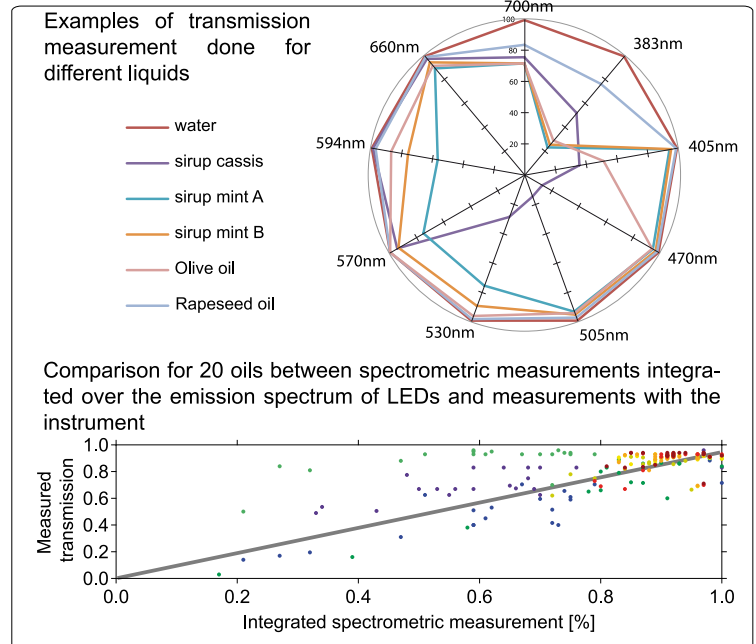 Examples of transmission
measurement done for
different liquids
water
sirup cassis
sirup mint A
sirup mint B
Olive oil
Rapeseed oil
700nm
383nm
405nm
470nm
505nm
530nm
570nm
594nm
660nm
100
80
60
40
20
Comparison for 20 oils between spectrometric measurements integra-
ted over the emission spectrum of LEDs and measurements with the
instrument
Measured
transmission
1.0
0.8
0.6
0.4
0.2
0.0
0.0 0.2 0.4 0.6 0.8 1.0
Integrated spectrometric measurement [%]